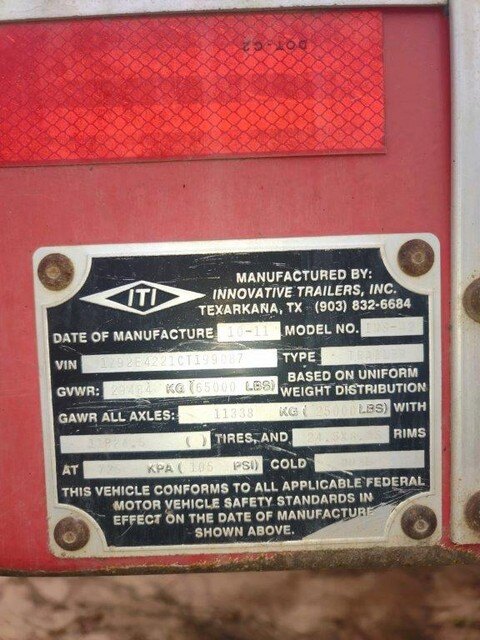 DOT-C2
ITI
MANUFACTURED BY:
INNOVATIVE TRAILERS, INC.
TEXARKANA, TX (903) 832-6684
DATE OF MANUFACTURE 10-11 MODEL NO.
VIN TYPE
GVWR: KG (65000 LBS) BASED ON UNIFORM WEIGHT DISTRIBUTION
GAWR ALL AXLES: 11338 KG ( LBS) WITH
( ) TIRES, AND RIMS
AT KPA ( 105 PSI) COLD
THIS VEHICLE CONFORMS TO ALL APPLICABLE FEDERAL
MOTOR VEHICLE SAFETY STANDARDS IN
EFFECT ON THE DATE OF MANUFACTURE
SHOWN ABOVE.